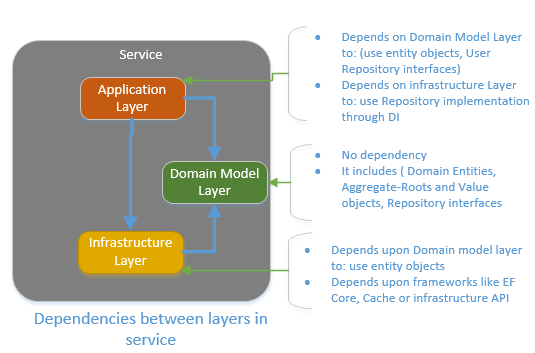 Service
Application
Layer
Domain Model
Layer
Infrastructure
Layer
Dependencies between layers in
service
• Depends on Domain Model Layer
to: (use entity objects, User
Repository interfaces)
• Depends on infrastructure Layer
to: use Repository implementation
through DI
• No dependency
• It includes ( Domain Entities,
Aggregate-Roots and Value
objects, Repository interfaces
• Depends upon Domain model layer
to: use entity objects
• Depends upon frameworks like EF
Core, Cache or infrastructure API